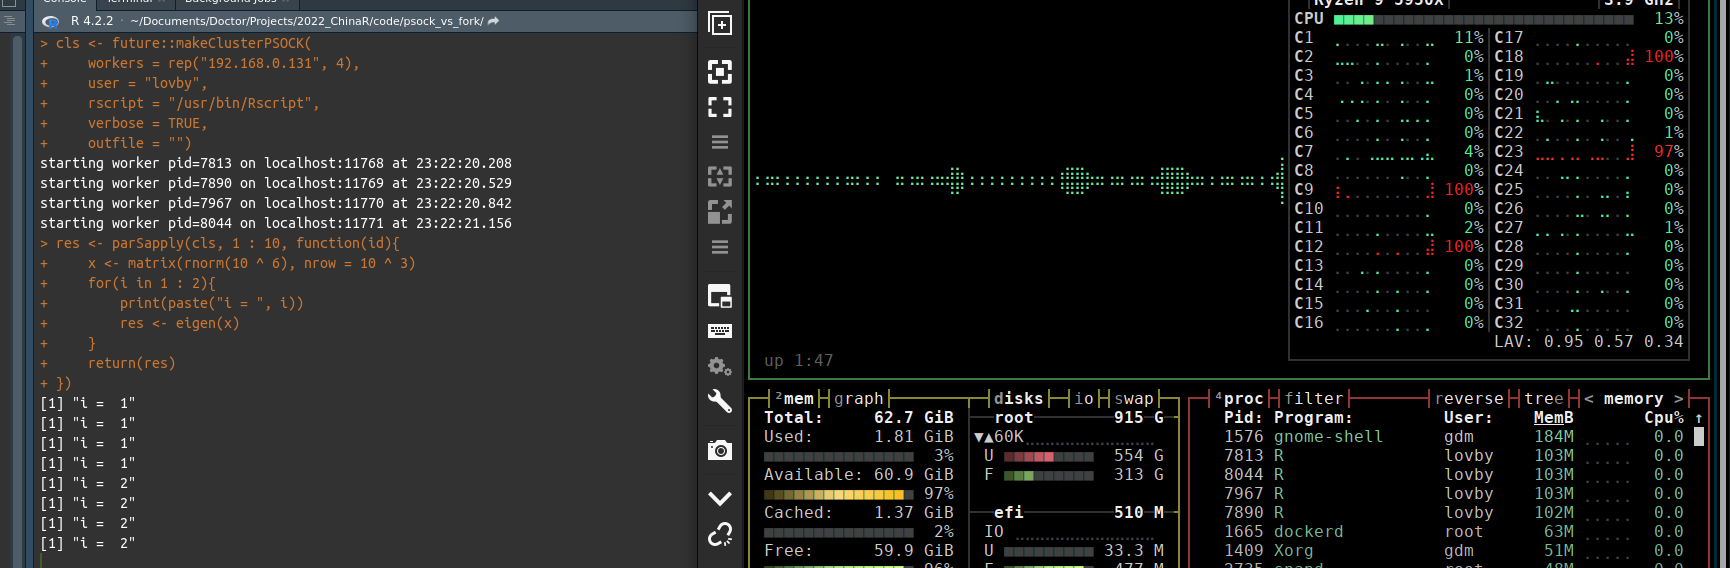 Console Terminal Background Jobs
R 4.2.2 · ~/Documents/Doctor/Projects/2022_ChinaR/code/psock_vs_fork/
> cls <- future::makeClusterPSOCK(
+     workers = rep("192.168.0.131", 4),
+     user = "lovby",
+     rscript = "/usr/bin/Rscript",
+     verbose = TRUE,
+     outfile = "")
starting worker pid=7813 on localhost:11768 at 23:22:20.208
starting worker pid=7890 on localhost:11769 at 23:22:20.529
starting worker pid=7967 on localhost:11770 at 23:22:20.842
starting worker pid=8044 on localhost:11771 at 23:22:21.156
> res <- parSapply(cls, 1 : 10, function(id){
+     x <- matrix(rnorm(10 ^ 6), nrow = 10 ^ 3)
+     for(i in 1 : 2){
+         print(paste("i = ", i))
+         res <- eigen(x)
+     }
+     return(res)
+ })
[1] "i =  1"
[1] "i =  1"
[1] "i =  1"
[1] "i =  1"
[1] "i =  2"
[1] "i =  2"
[1] "i =  2"
[1] "i =  2"
up 1:47
Ryzen 9 5950X 3.9 GHz
CPU 13%
C1 11% C17 0%
C2 0% C18 100%
C3 1% C19 0%
C4 0% C20 0%
C5 0% C21 0%
C6 0% C22 1%
C7 4% C23 97%
C8 0% C24 0%
C9 100% C25 0%
C10 0% C26 0%
C11 2% C27 1%
C12 100% C28 0%
C13 0% C29 0%
C14 0% C30 0%
C15 0% C31 0%
C16 0% C32 0%
LAV: 0.95 0.57 0.34
²mem graph
Total: 62.7 GiB
Used: 1.81 GiB
3%
Available: 60.9 GiB
97%
Cached: 1.37 GiB
2%
Free: 59.9 GiB
96%
disks io swap
root 915 G
▼▲60K
U 554 G
F 313 G
efi 510 M
IO
U 33.3 M
F 477 M
⁴proc filter reverse tree < memory >
Pid: Program: User: MemB Cpu% ↑
1576 gnome-shell gdm 184M 0.0
7813 R lovby 103M 0.0
8044 R lovby 103M 0.0
7967 R lovby 103M 0.0
7890 R lovby 102M 0.0
1665 dockerd root 63M 0.0
1409 Xorg gdm 51M 0.0
2735 snapd root 48M 0.0